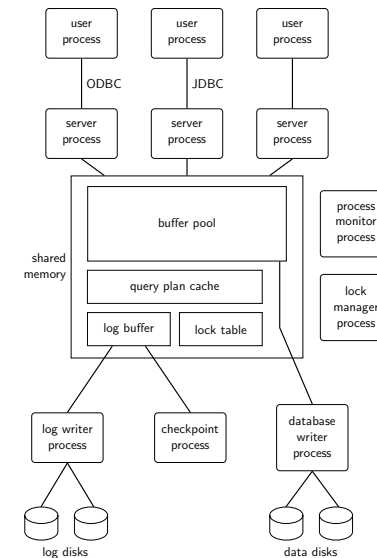 user
process
user
process
user
process
ODBC
JDBC
server
process
server
process
server
process
shared
memory
buffer pool
query plan cache
log buffer
lock table
process
monitor
process
lock
manager
process
log writer
process
checkpoint
process
database
writer
process
log disks
data disks